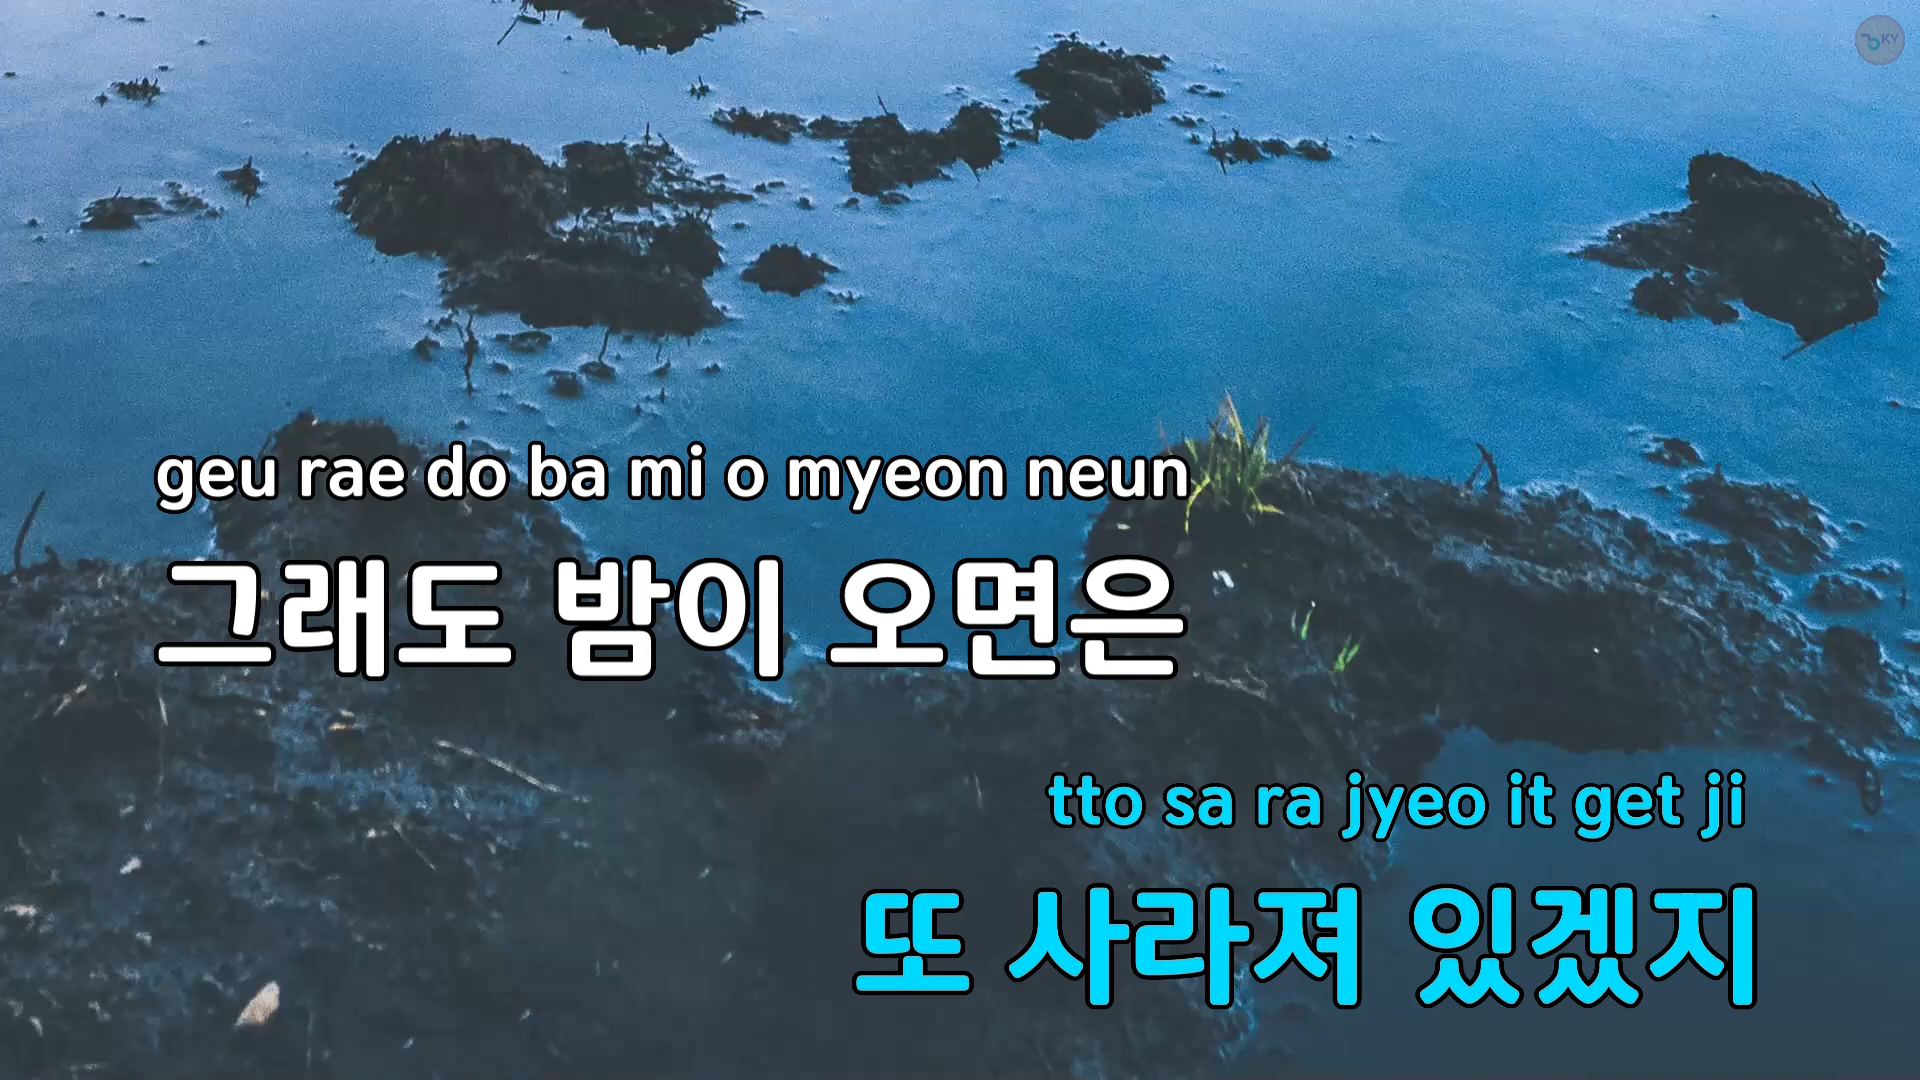 KY
geu rae do ba mi o myeon neun
그래도 밤이 오면은
tto sa ra jyeo it get ji
또 사라져 있겠지